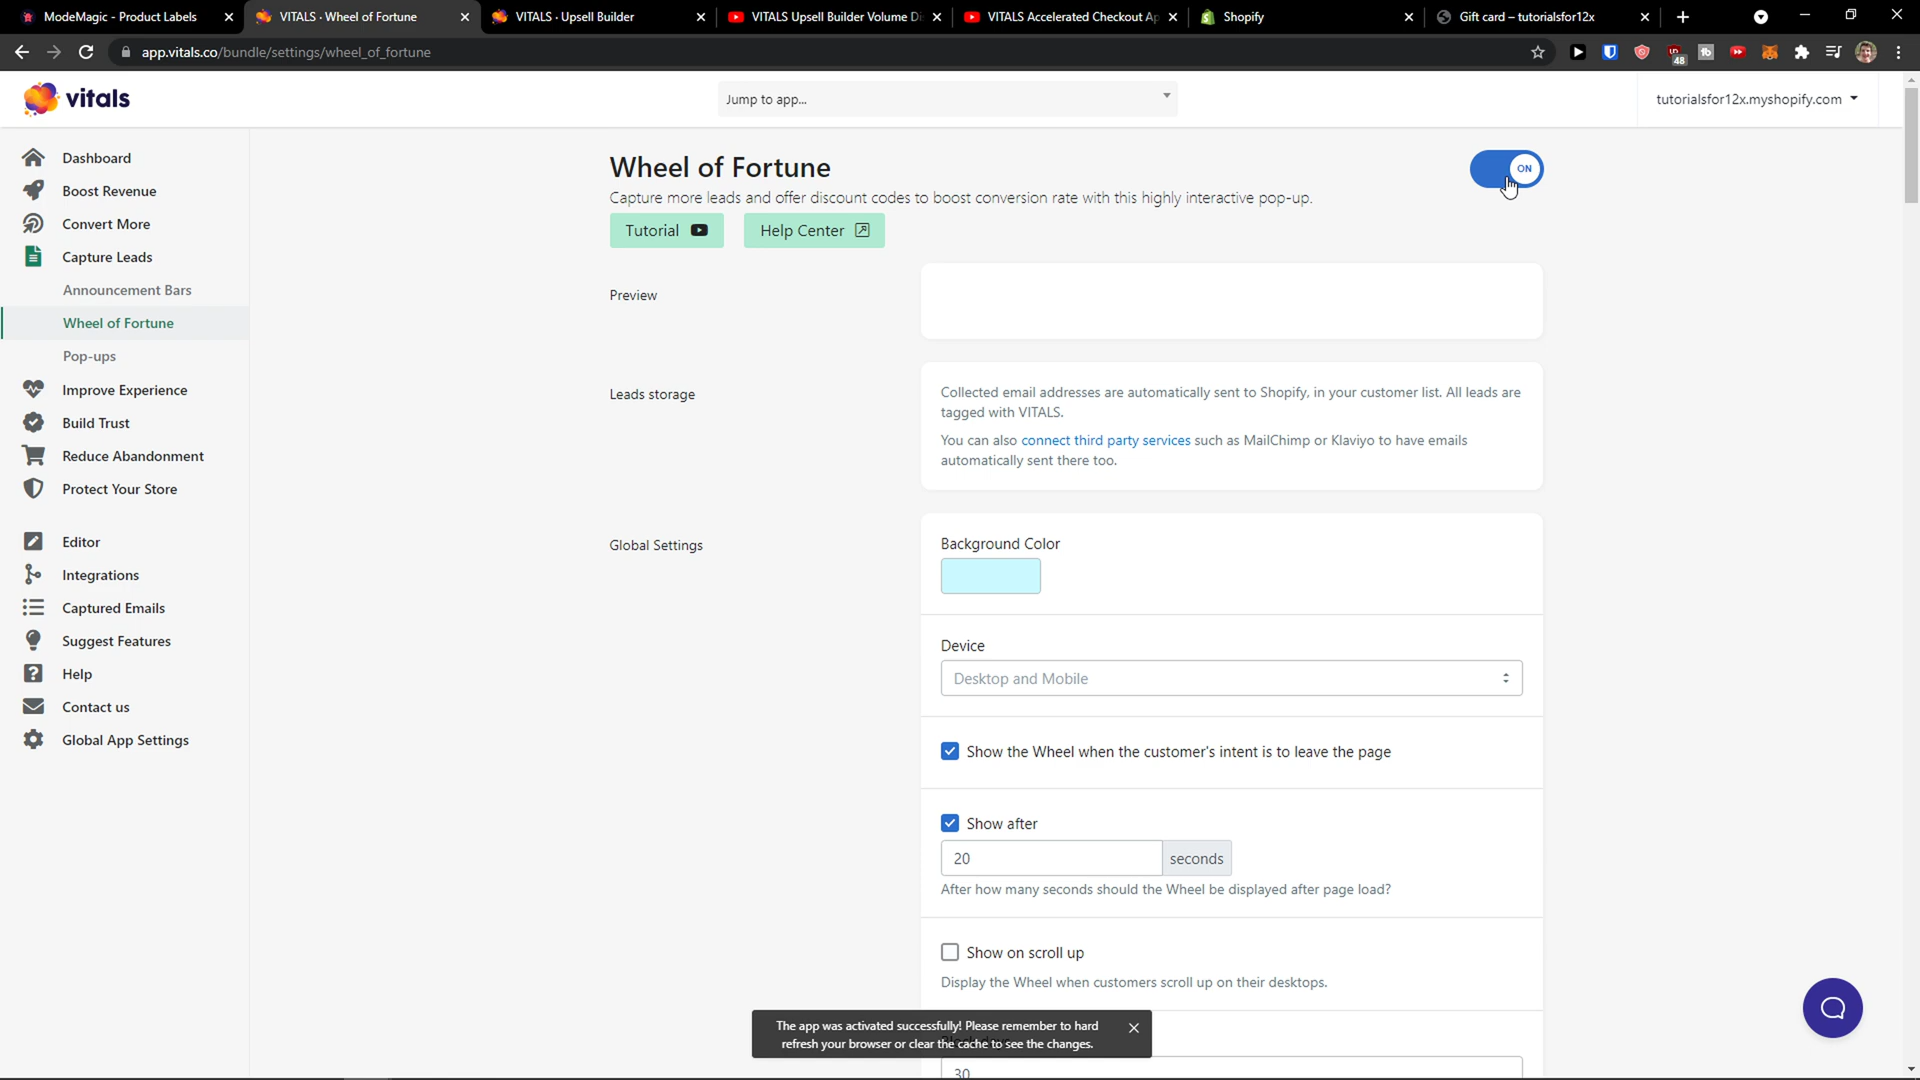 ModeMagic - Product Labels
VITALS · Wheel of Fortune
VITALS · Upsell Builder
VITALS Upsell Builder Volume Di
VITALS Accelerated Checkout Ap
Shopify
Gift card – tutorialsfor12x
app.vitals.co/bundle/settings/wheel_of_fortune
48
vitals
Jump to app...
tutorialsfor12x.myshopify.com
Dashboard
Boost Revenue
Convert More
Capture Leads
Announcement Bars
Wheel of Fortune
Pop-ups
Improve Experience
Build Trust
Reduce Abandonment
Protect Your Store
Editor
Integrations
Captured Emails
Suggest Features
Help
Contact us
Global App Settings
Wheel of Fortune
ON
Capture more leads and offer discount codes to boost conversion rate with this highly interactive pop-up.
Tutorial
Help Center
Preview
Leads storage
Collected email addresses are automatically sent to Shopify, in your customer list. All leads are
tagged with VITALS.
You can also connect third party services such as MailChimp or Klaviyo to have emails
automatically sent there too.
Global Settings
Background Color
Device
Desktop and Mobile
Show the Wheel when the customer's intent is to leave the page
Show after
20
seconds
After how many seconds should the Wheel be displayed after page load?
Show on scroll up
Display the Wheel when customers scroll up on their desktops.
The app was activated successfully! Please remember to hard
refresh your browser or clear the cache to see the changes.
30